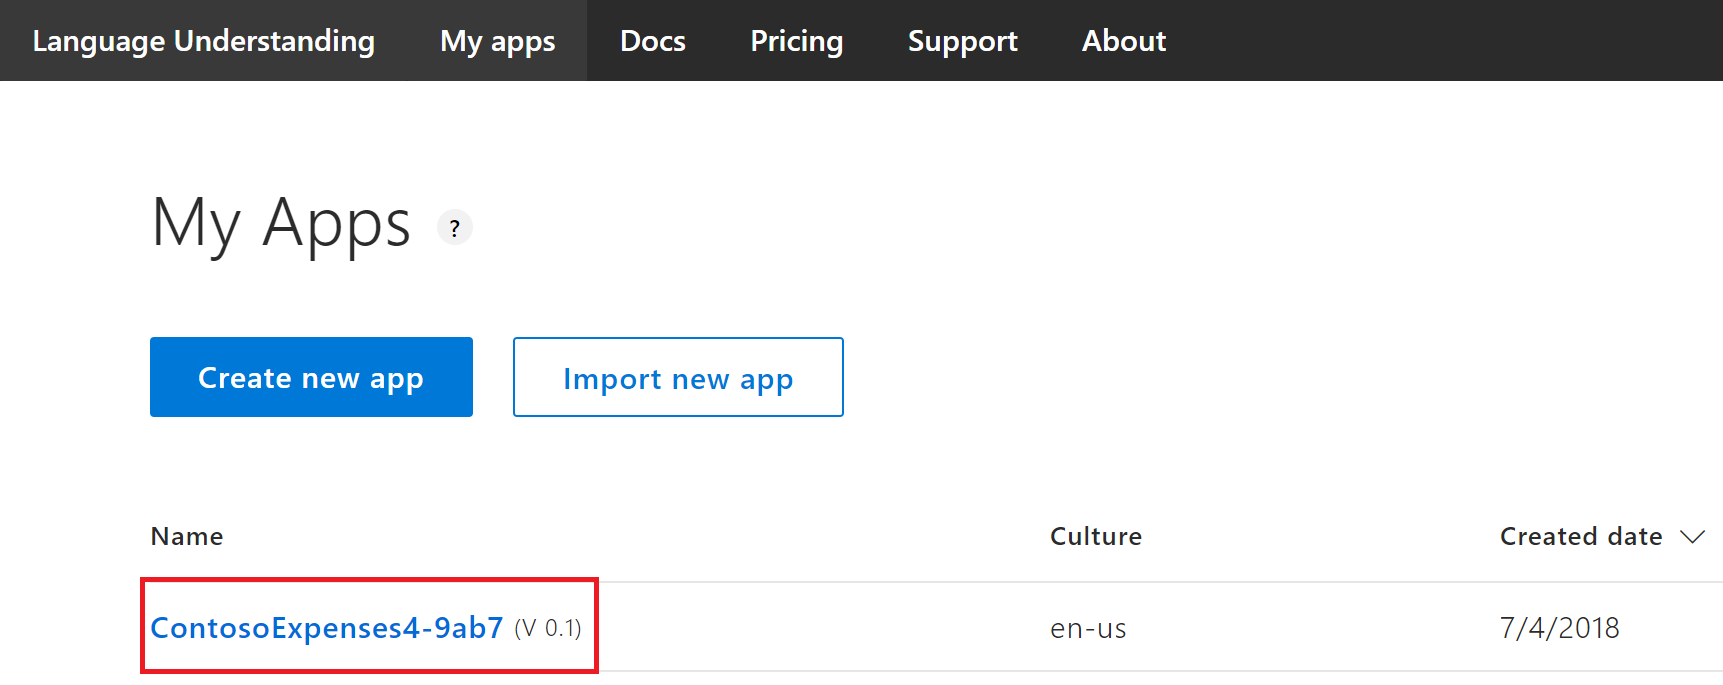 Language Understanding My apps Docs Pricing Support About
My Apps ?
Create new app Import new app
Name Culture Created date
ContosoExpenses4-9ab7 (V 0.1) en-us 7/4/2018